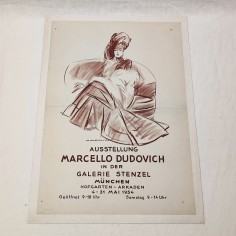 AUSSTELLUNG
MARCELLO DUDOVICH
IN DER
GALERIE STENZEL
MÜNCHEN
HOFGARTEN - ARKADEN
4 - 31 MAI 1954
Geöffnet 9-18 Uhr Samstag 9-14 Uhr